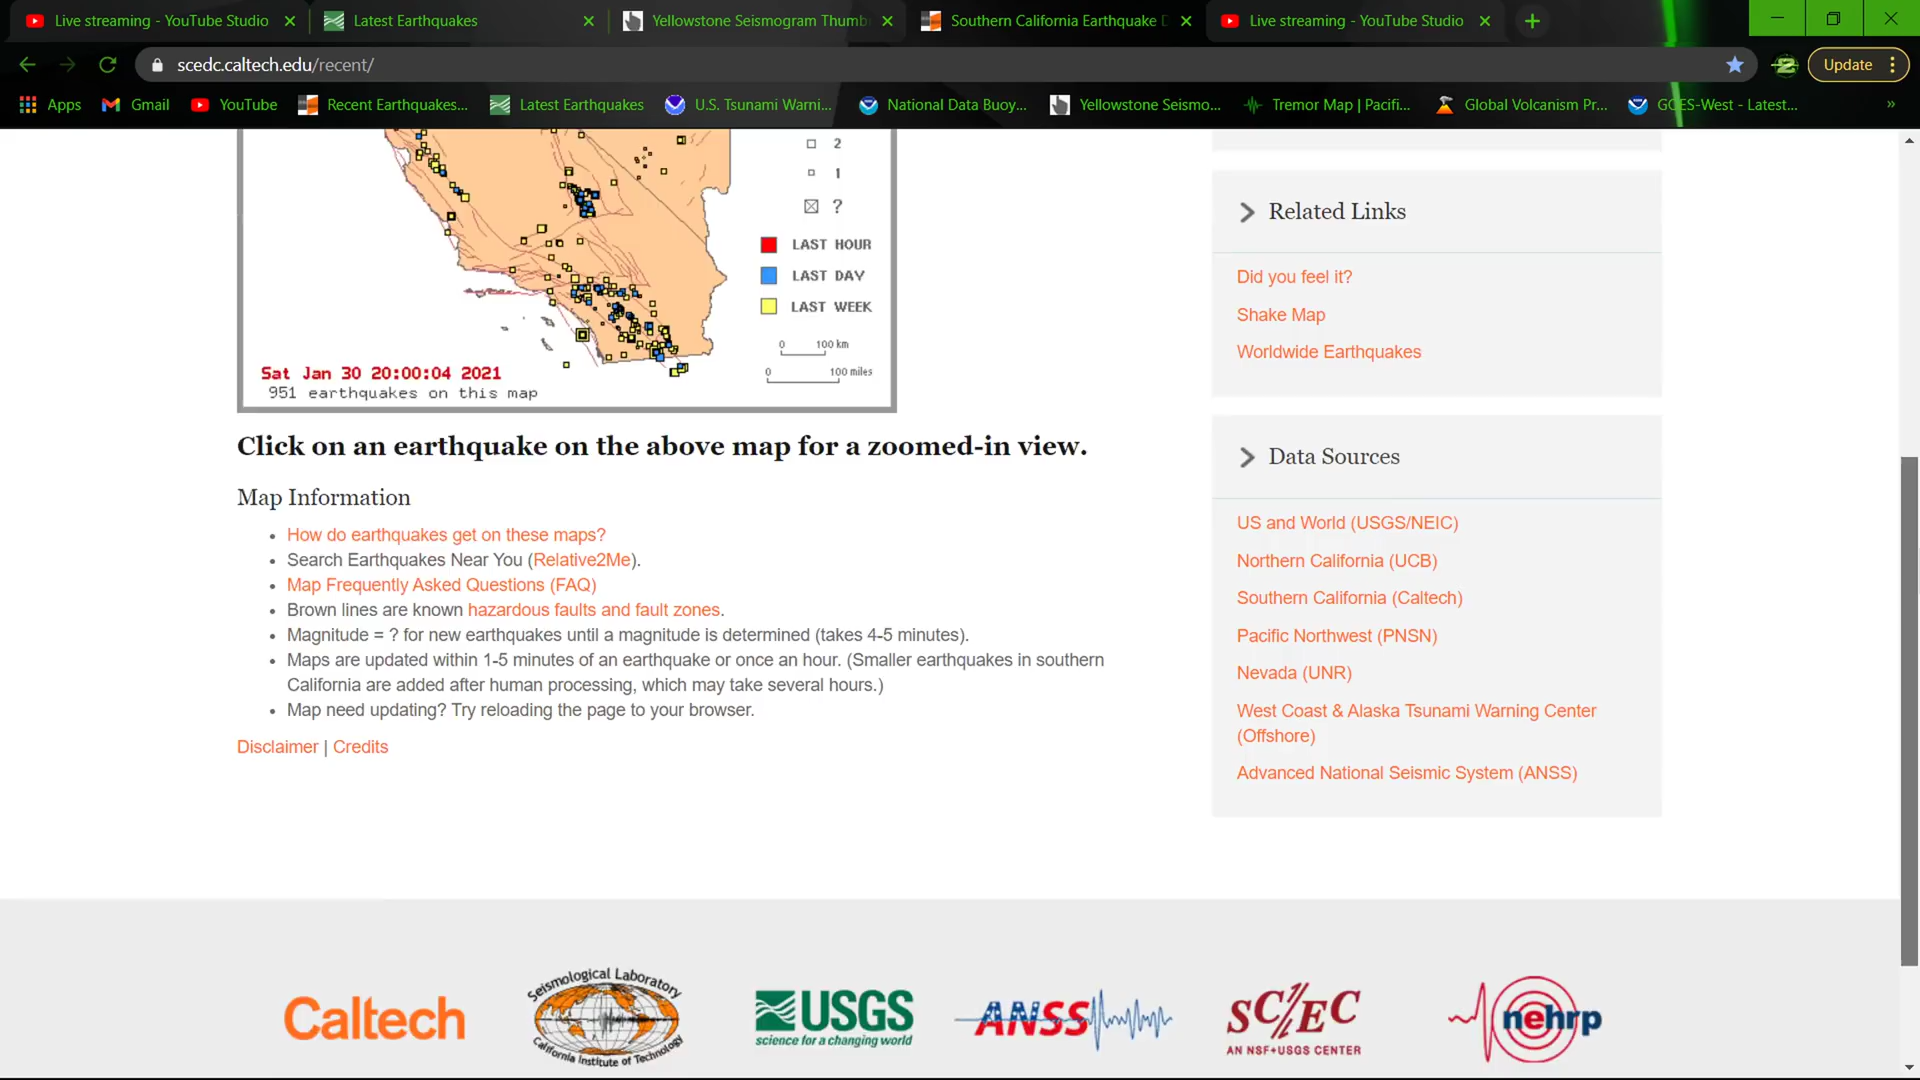 Live streaming - YouTube Studio
Latest Earthquakes
Yellowstone Seismogram Thumb
Southern California Earthquake D
Live streaming - YouTube Studio
scedc.caltech.edu/recent/
Update
Apps
Gmail
YouTube
Recent Earthquakes...
Latest Earthquakes
U.S. Tsunami Warni...
National Data Buoy...
Yellowstone Seismo...
Tremor Map | Pacifi...
Global Volcanism Pr...
GOES-West - Latest...
»
2
1
?
LAST HOUR
LAST DAY
LAST WEEK
0 100 km
0 100 miles
Sat Jan 30 20:00:04 2021
951 earthquakes on this map
Click on an earthquake on the above map for a zoomed-in view.
Map Information
How do earthquakes get on these maps?
Search Earthquakes Near You (Relative2Me).
Map Frequently Asked Questions (FAQ)
Brown lines are known hazardous faults and fault zones.
Magnitude = ? for new earthquakes until a magnitude is determined (takes 4-5 minutes).
Maps are updated within 1-5 minutes of an earthquake or once an hour. (Smaller earthquakes in southern
California are added after human processing, which may take several hours.)
Map need updating? Try reloading the page to your browser.
Disclaimer | Credits
Related Links
Did you feel it?
Shake Map
Worldwide Earthquakes
Data Sources
US and World (USGS/NEIC)
Northern California (UCB)
Southern California (Caltech)
Pacific Northwest (PNSN)
Nevada (UNR)
West Coast & Alaska Tsunami Warning Center
(Offshore)
Advanced National Seismic System (ANSS)
Caltech
Seismological Laboratory
California Institute of Technology
USGS
science for a changing world
ANSS
SC/EC
AN NSF+USGS CENTER
nehrp